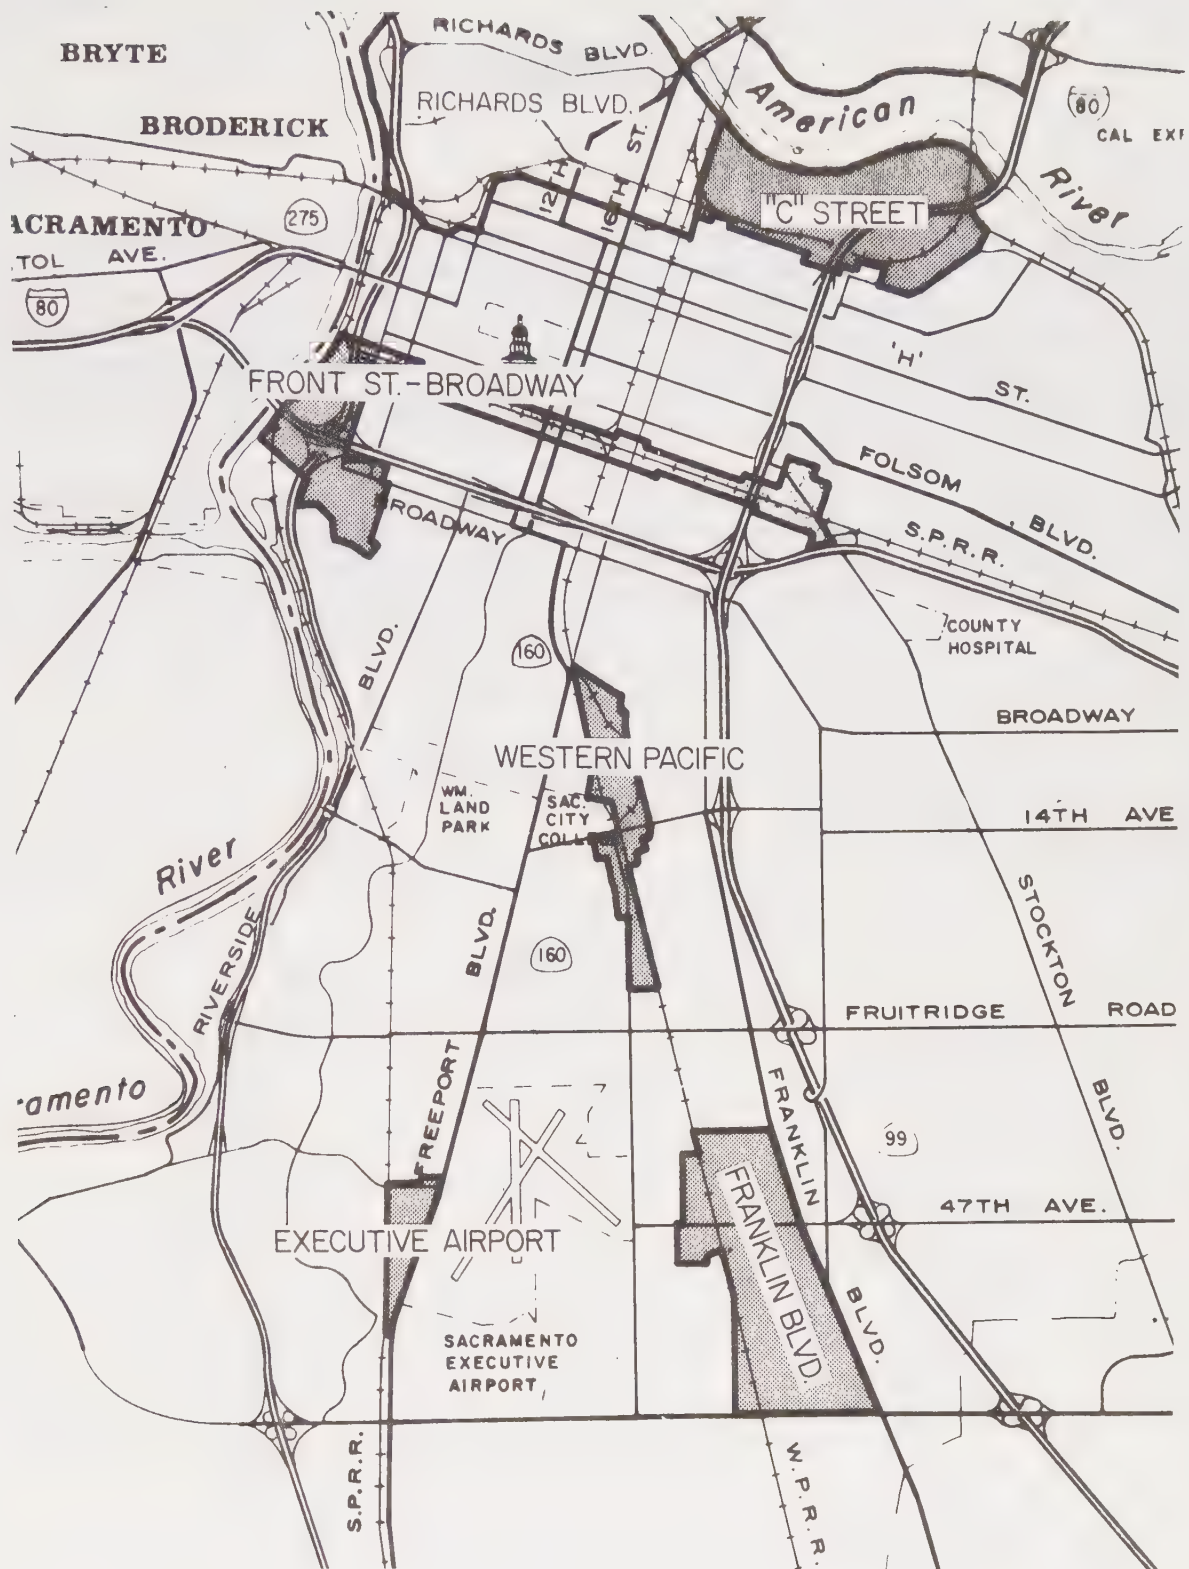 RICHARDS BLVD.
BRYTE
RICHARDS BLVD.
American
80
CAL EXP
BRODERICK
12TH
16TH ST.
River
"C" STREET
275
ACRAMENTO
TOL AVE.
80
'H' ST.
FRONT ST.-BROADWAY
FOLSOM BLVD.
BROADWAY
S.P.R.R.
COUNTY
HOSPITAL
160
BLVD.
BROADWAY
WESTERN PACIFIC
WM.
LAND
PARK
SAC.
CITY
COLL
14TH AVE
River
STOCKTON
RIVERSIDE
BLVD.
160
FRUITRIDGE ROAD
amento
FREEPORT
FRANKLIN
BLVD.
99
47TH AVE.
FRANKLIN BLVD.
EXECUTIVE AIRPORT
BLVD.
SACRAMENTO
EXECUTIVE
AIRPORT
S.P.R.R.
W.P.R.R.